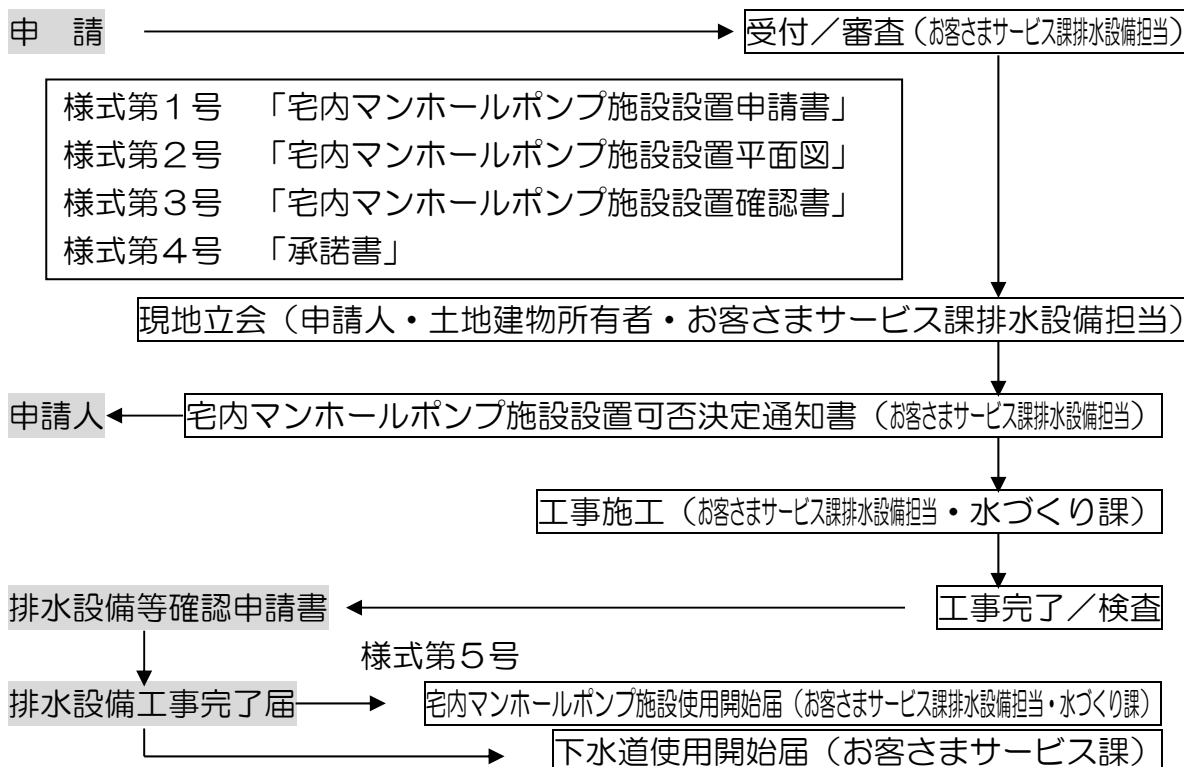 申　請
受付／審査（お客さまサービス課排水設備担当）
様式第１号　「宅内マンホールポンプ施設設置申請書」
様式第２号　「宅内マンホールポンプ施設設置平面図」
様式第３号　「宅内マンホールポンプ施設設置確認書」
様式第４号　「承諾書」
現地立会（申請人・土地建物所有者・お客さまサービス課排水設備担当）
申請人
宅内マンホールポンプ施設設置可否決定通知書（お客さまサービス課排水設備担当）
工事施工（お客さまサービス課排水設備担当・水づくり課）
排水設備等確認申請書
工事完了／検査
様式第５号
排水設備工事完了届
宅内マンホールポンプ施設使用開始届（お客さまサービス課排水設備担当・水づくり課）
下水道使用開始届（お客さまサービス課）